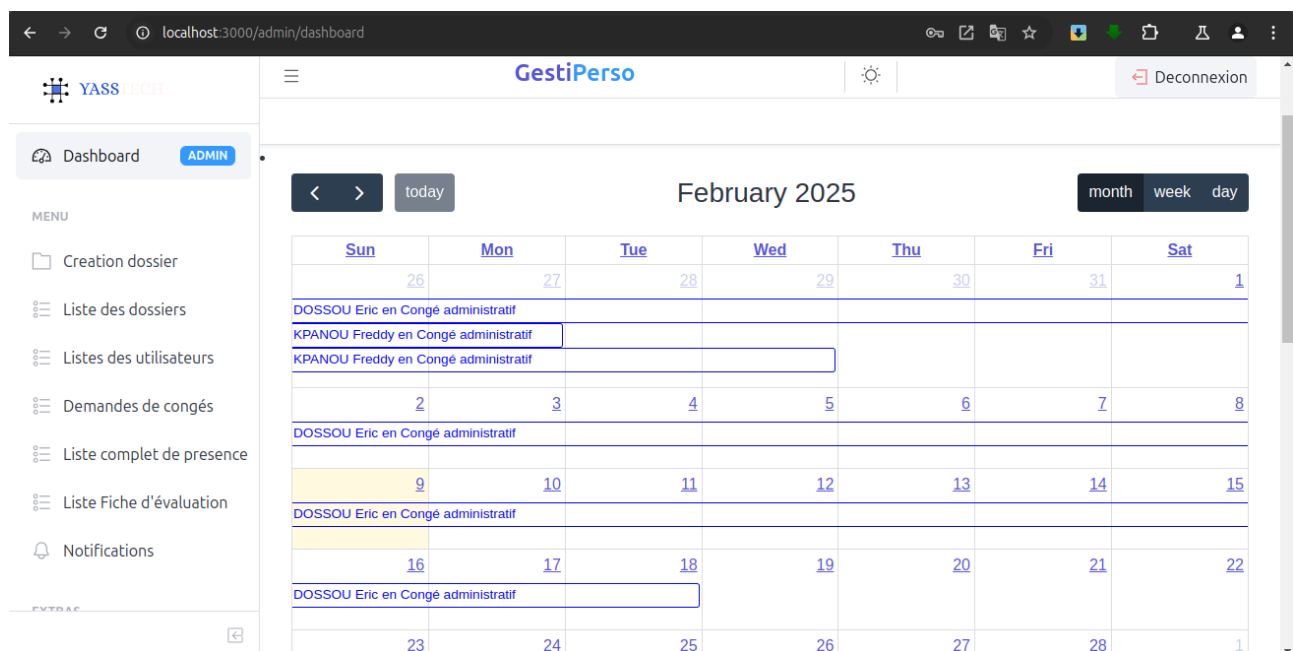 localhost:3000/admin/dashboard
YASSTECH
GestiPerso
Deconnexion
Dashboard
ADMIN
MENU
Creation dossier
Liste des dossiers
Listes des utilisateurs
Demandes de congés
Liste complet de presence
Liste Fiche d'évaluation
Notifications
EXTRAS
today
February 2025
month week day
Sun Mon Tue Wed Thu Fri Sat
26 27 28 29 30 31 1
DOSSOU Eric en Congé administratif
KPANOU Freddy en Congé administratif
KPANOU Freddy en Congé administratif
2 3 4 5 6 7 8
DOSSOU Eric en Congé administratif
9 10 11 12 13 14 15
DOSSOU Eric en Congé administratif
16 17 18 19 20 21 22
DOSSOU Eric en Congé administratif
23 24 25 26 27 28 1